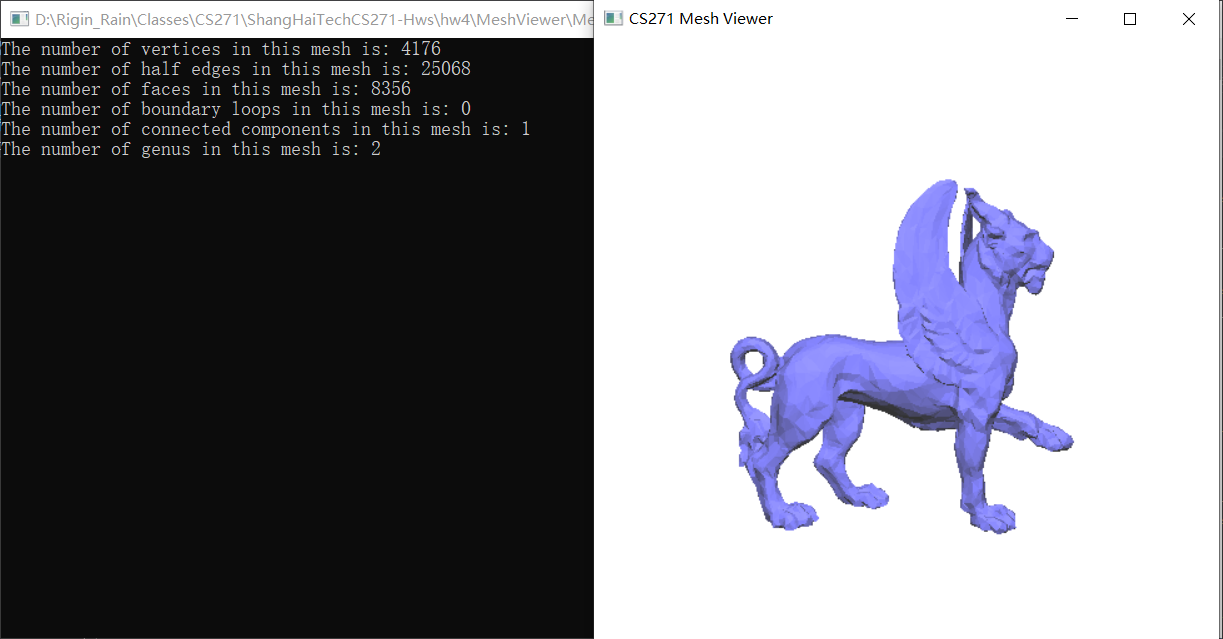 D:\Rigin_Rain\Classes\CS271\ShangHaiTechCS271-Hws\hw4\MeshViewer\Me
CS271 Mesh Viewer
The number of vertices in this mesh is: 4176
The number of half edges in this mesh is: 25068
The number of faces in this mesh is: 8356
The number of boundary loops in this mesh is: 0
The number of connected components in this mesh is: 1
The number of genus in this mesh is: 2